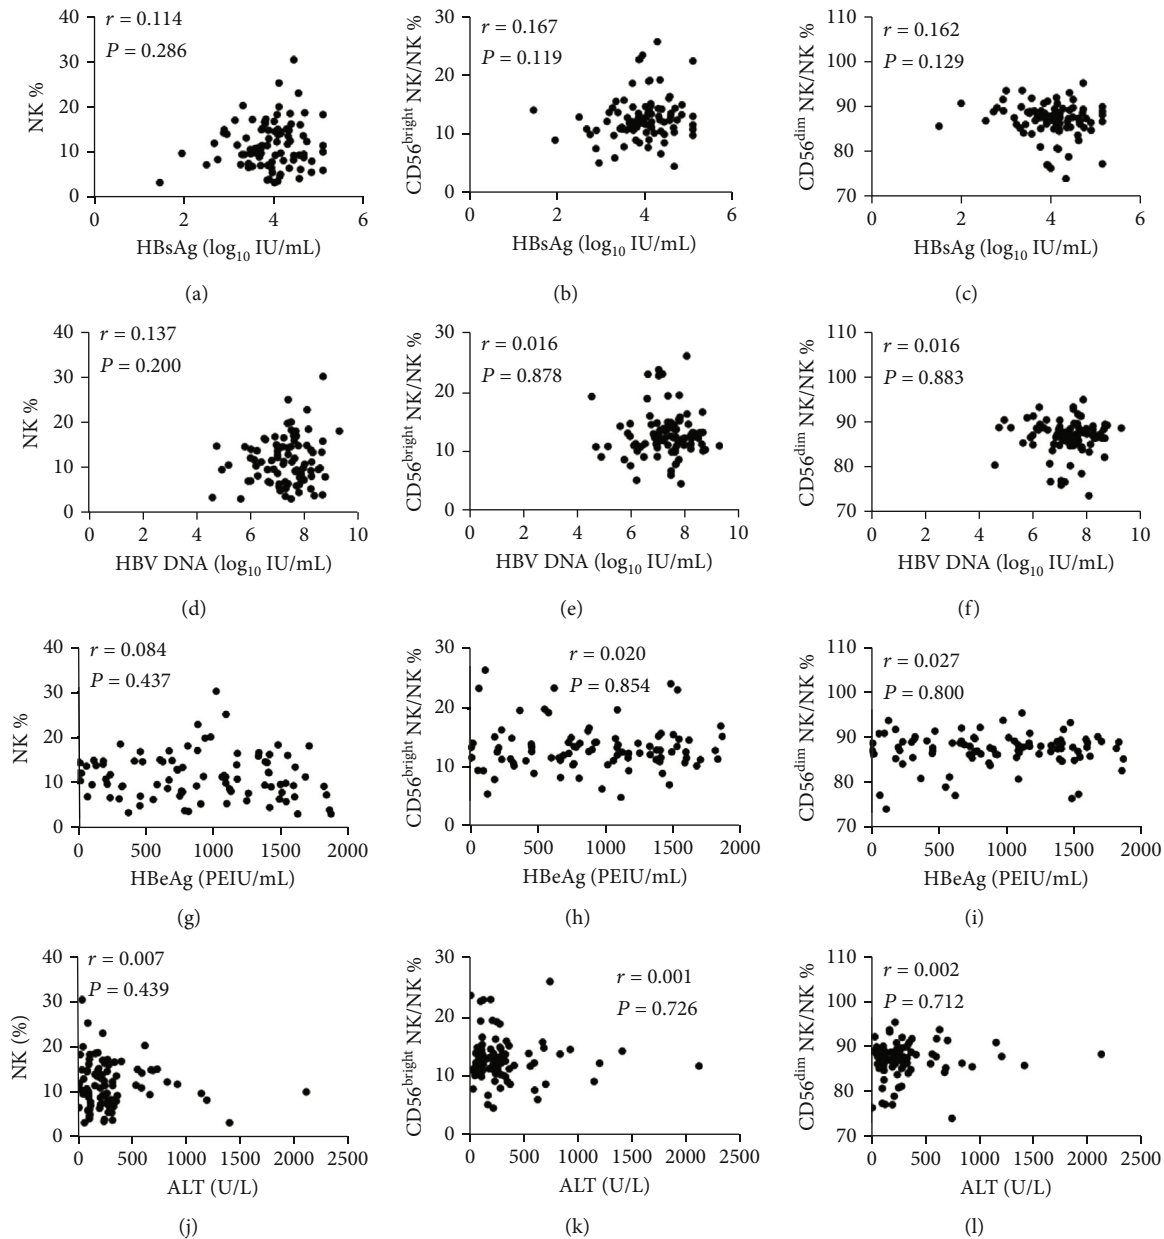 r = 0.114
P = 0.286
NK %
40
30
20
10
0
0 2 4 6
HBsAg (log10 IU/mL)
(a)
r = 0.167
P = 0.119
CD56bright NK/NK %
30
20
10
0
0 2 4 6
HBsAg (log10 IU/mL)
(b)
r = 0.162
P = 0.129
CD56dim NK/NK %
110
100
90
80
70
0 2 4 6
HBsAg (log10 IU/mL)
(c)
r = 0.137
P = 0.200
NK %
40
30
20
10
0
0 2 4 6 8 10
HBV DNA (log10 IU/mL)
(d)
r = 0.016
P = 0.878
CD56bright NK/NK %
30
20
10
0
0 2 4 6 8 10
HBV DNA (log10 IU/mL)
(e)
r = 0.016
P = 0.883
CD56dim NK/NK %
110
100
90
80
70
0 2 4 6 8 10
HBV DNA (log10 IU/mL)
(f)
r = 0.084
P = 0.437
NK %
40
30
20
10
0
0 500 1000 1500 2000
HBeAg (PEIU/mL)
(g)
r = 0.020
P = 0.854
CD56bright NK/NK %
30
20
10
0
0 500 1000 1500 2000
HBeAg (PEIU/mL)
(h)
r = 0.027
P = 0.800
CD56dim NK/NK %
110
100
90
80
70
0 500 1000 1500 2000
HBeAg (PEIU/mL)
(i)
r = 0.007
P = 0.439
NK (%)
40
30
20
10
0
0 500 1000 1500 2000 2500
ALT (U/L)
(j)
r = 0.001
P = 0.726
CD56bright NK/NK %
30
20
10
0
0 500 1000 1500 2000 2500
ALT (U/L)
(k)
r = 0.002
P = 0.712
CD56dim NK/NK %
110
100
90
80
70
0 500 1000 1500 2000 2500
ALT (U/L)
(l)